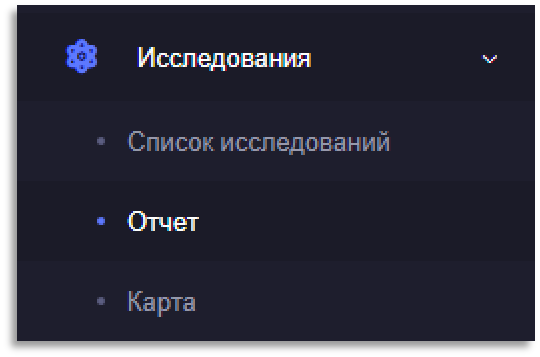 Исследования
Список исследований
Отчет
Карта